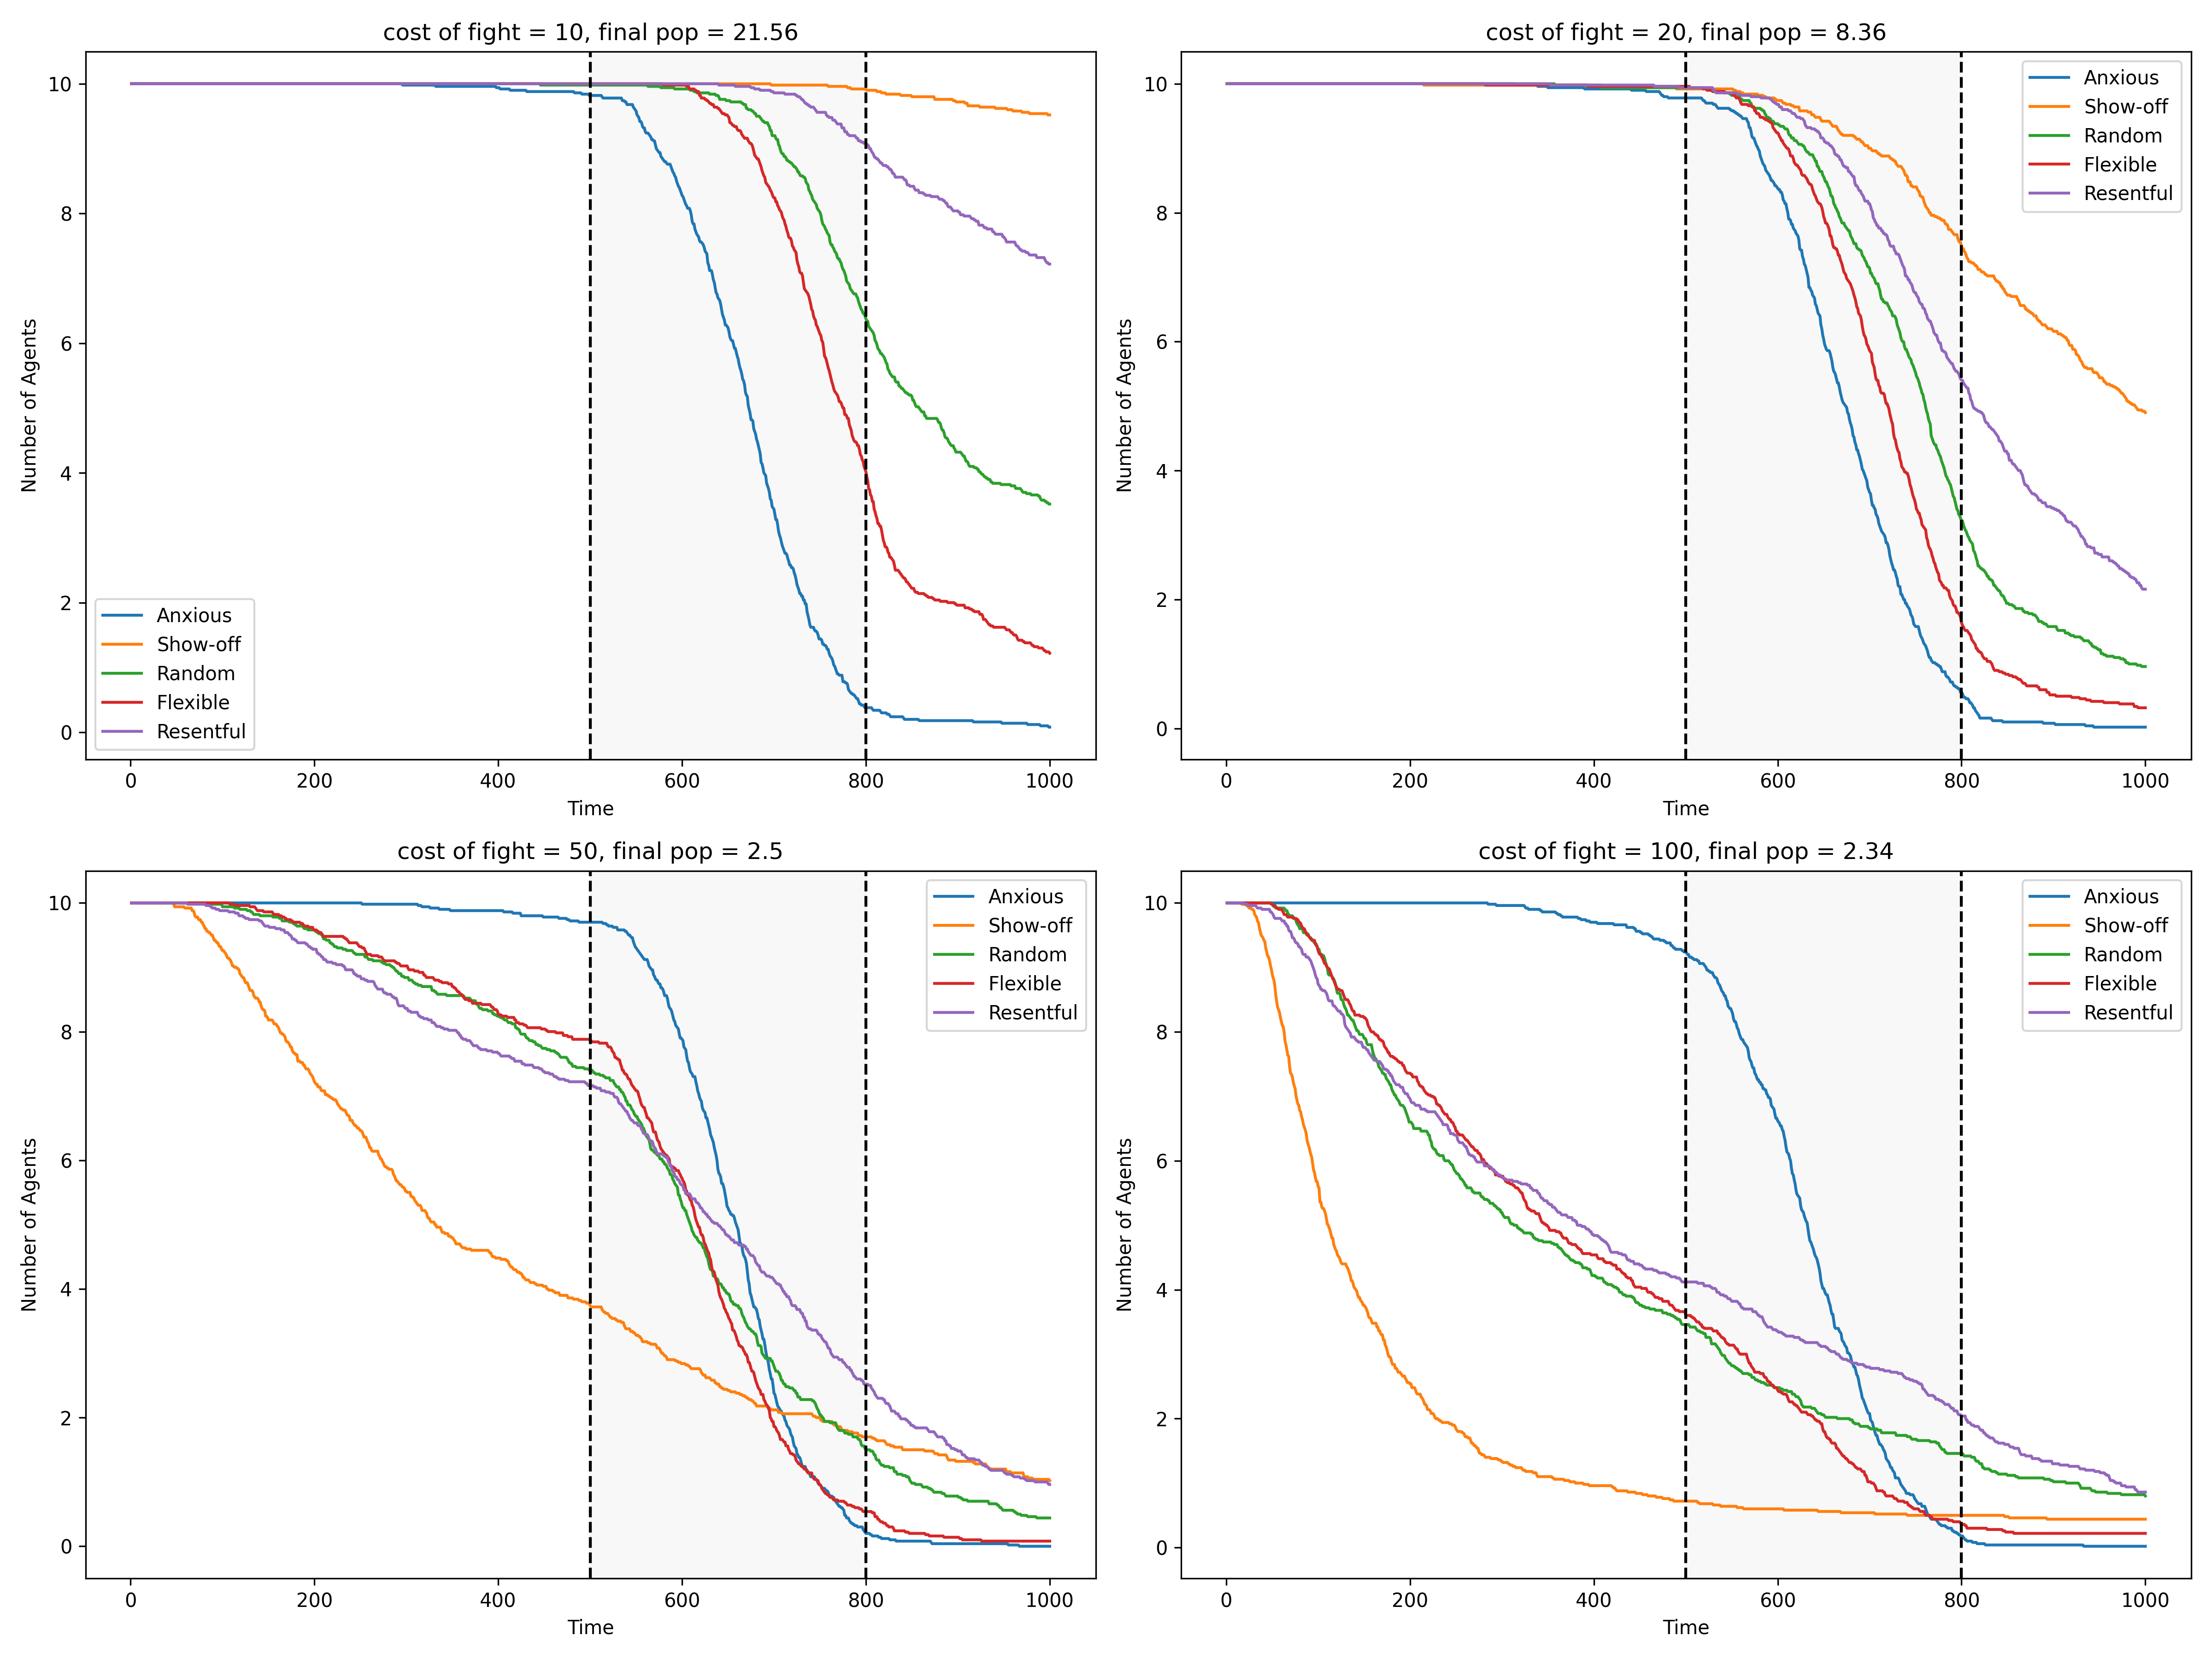 cost of fight = 10, final pop = 21.56
Number of Agents
10
8
6
4
2
0
Anxious
Show-off
Random
Flexible
Resentful
0 200 400 600 800 1000
Time
cost of fight = 20, final pop = 8.36
Number of Agents
10
8
6
4
2
0
Anxious
Show-off
Random
Flexible
Resentful
0 200 400 600 800 1000
Time
cost of fight = 50, final pop = 2.5
Number of Agents
10
8
6
4
2
0
Anxious
Show-off
Random
Flexible
Resentful
0 200 400 600 800 1000
Time
cost of fight = 100, final pop = 2.34
Number of Agents
10
8
6
4
2
0
Anxious
Show-off
Random
Flexible
Resentful
0 200 400 600 800 1000
Time